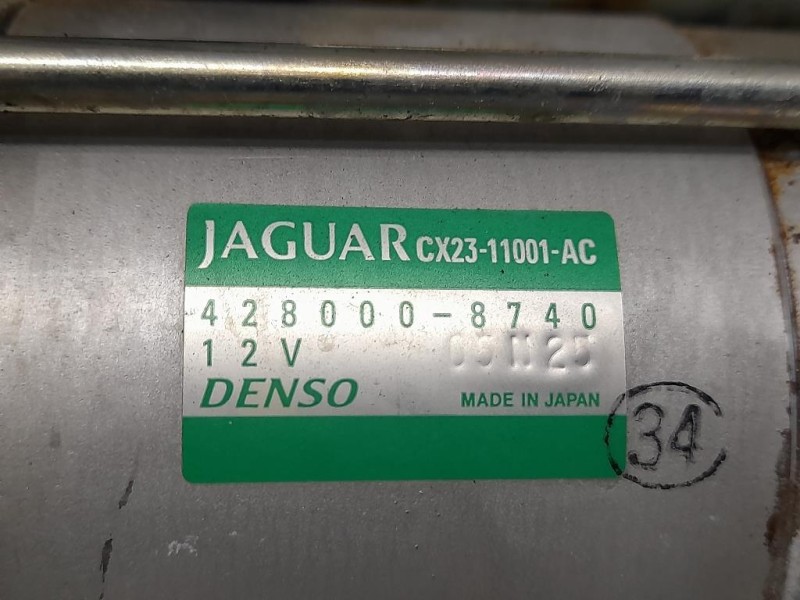 JAGUAR CX23-11001-AC
428000-8740
12V
DENSO MADE IN JAPAN
34